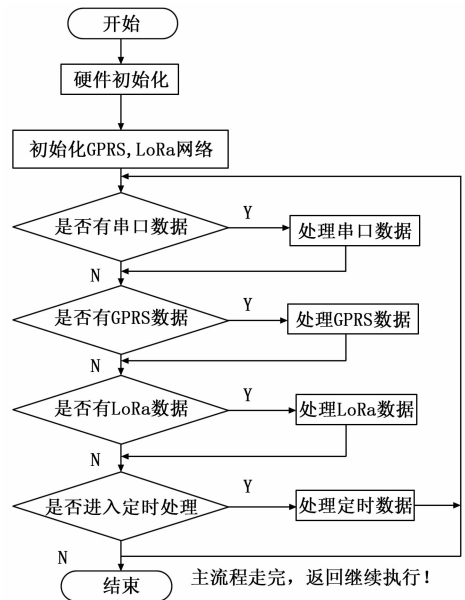 开始
硬件初始化
初始化GPRS,LoRa网络
是否有串口数据
Y
处理串口数据
N
是否有GPRS数据
Y
处理GPRS数据
N
是否有LoRa数据
Y
处理LoRa数据
N
是否进入定时处理
Y
处理定时数据
N
结束
主流程走完，返回继续执行！